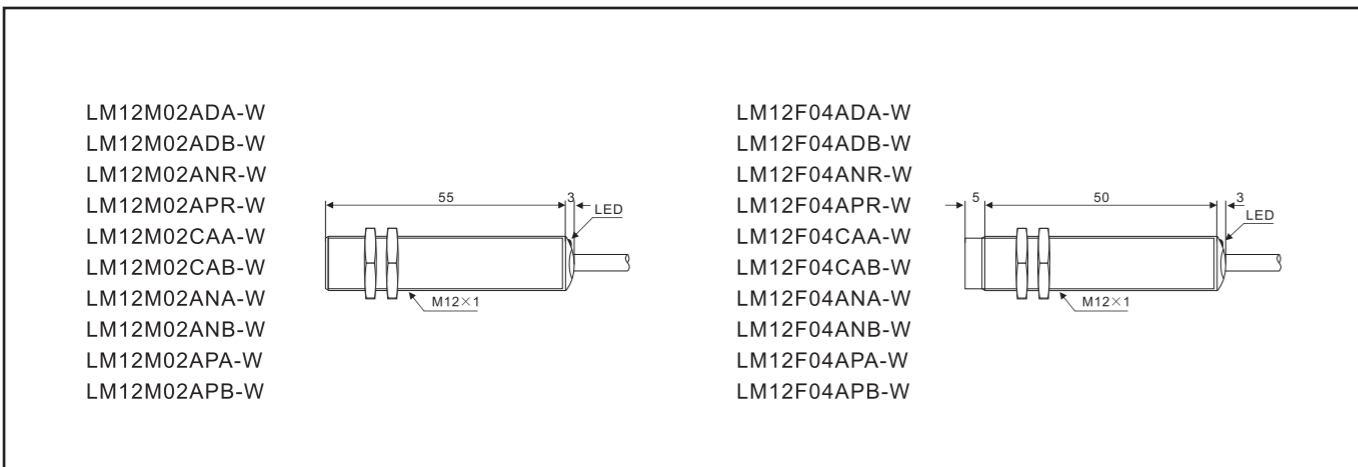 LM12M02ADA-W
LM12M02ADB-W
LM12M02ANR-W
LM12M02APR-W
LM12M02CAA-W
LM12M02CAB-W
LM12M02ANA-W
LM12M02ANB-W
LM12M02APA-W
LM12M02APB-W
55
3
LED
M12×1
LM12F04ADA-W
LM12F04ADB-W
LM12F04ANR-W
LM12F04APR-W
LM12F04CAA-W
LM12F04CAB-W
LM12F04ANA-W
LM12F04ANB-W
LM12F04APA-W
LM12F04APB-W
5
50
3
LED
M12×1